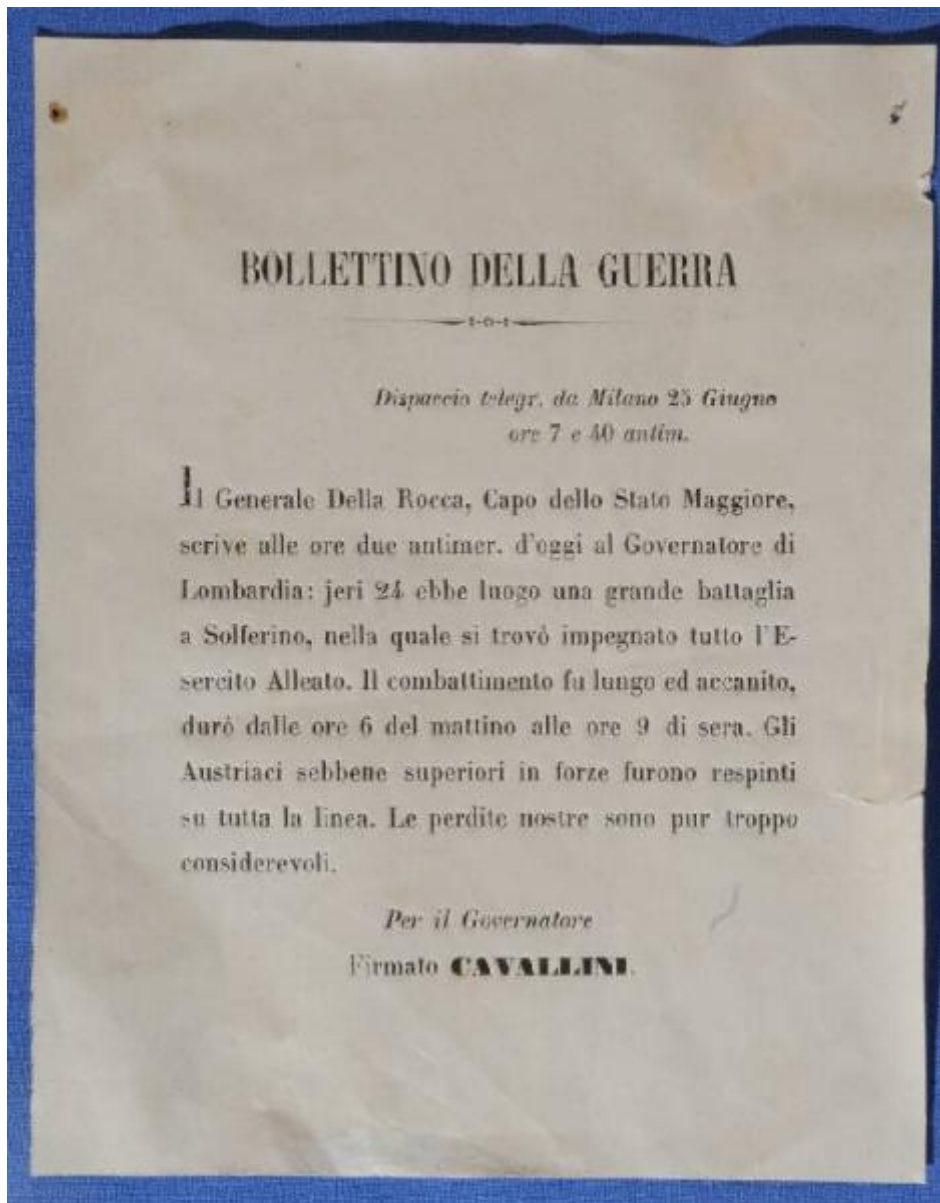 BOLLETTINO DELLA GUERRA
Dispaccio telegr. da Milano 25 Giugno
ore 7 e 40 antim.
Il Generale Della Rocca, Capo dello Stato Maggiore,
scrive alle ore due antimer. d'oggi al Governatore di
Lombardia: jeri 24 ebbe luogo una grande battaglia
a Solferino, nella quale si trovò impegnato tutto l'E-
sercito Alleato. Il combattimento fu lungo ed accanito,
durò dalle ore 6 del mattino alle ore 9 di sera. Gli
Austriaci sebbene superiori in forze furono respinti
su tutta la linea. Le perdite nostre sono pur troppo
considerevoli.
Per il Governatore
Firmato CAVALLINI.